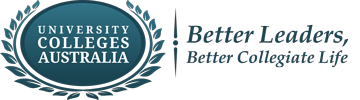 UNIVERSITY
COLLEGES
AUSTRALIA
Better Leaders,
Better Collegiate Life